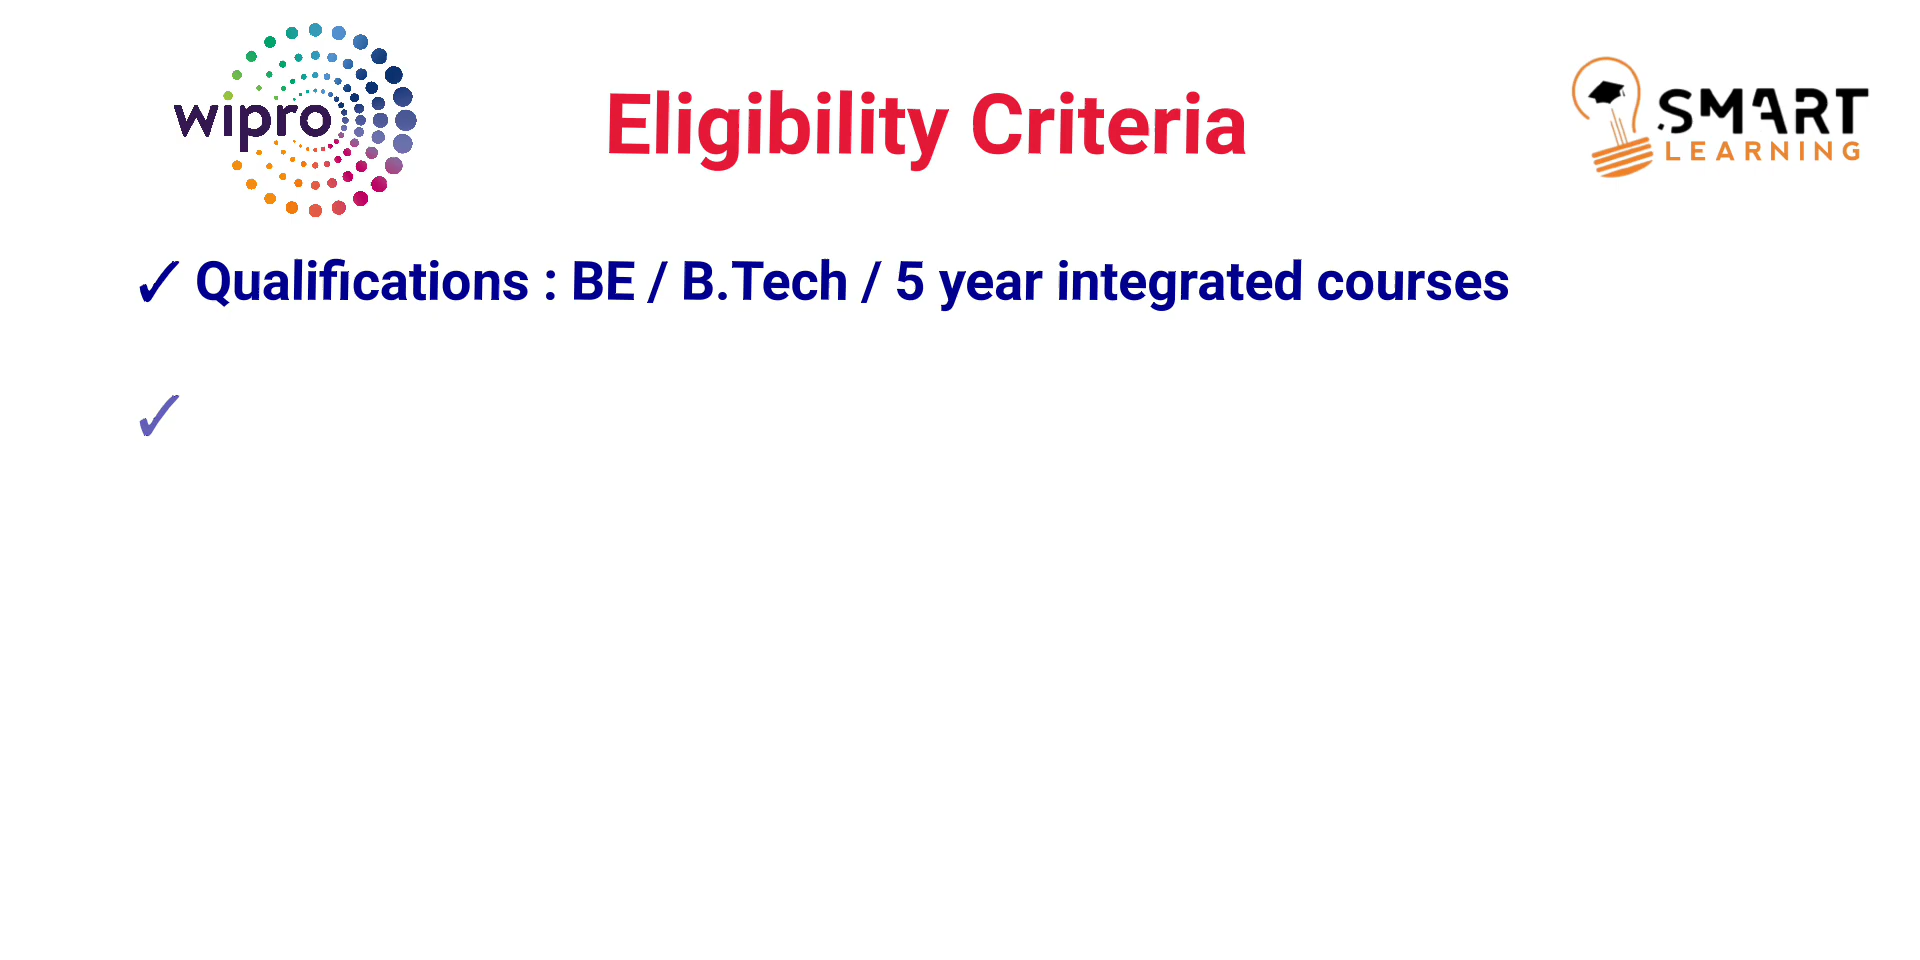 wipro
Eligibility Criteria
SMART
LEARNING
✓ Qualifications : BE / B.Tech / 5 year integrated courses
✓